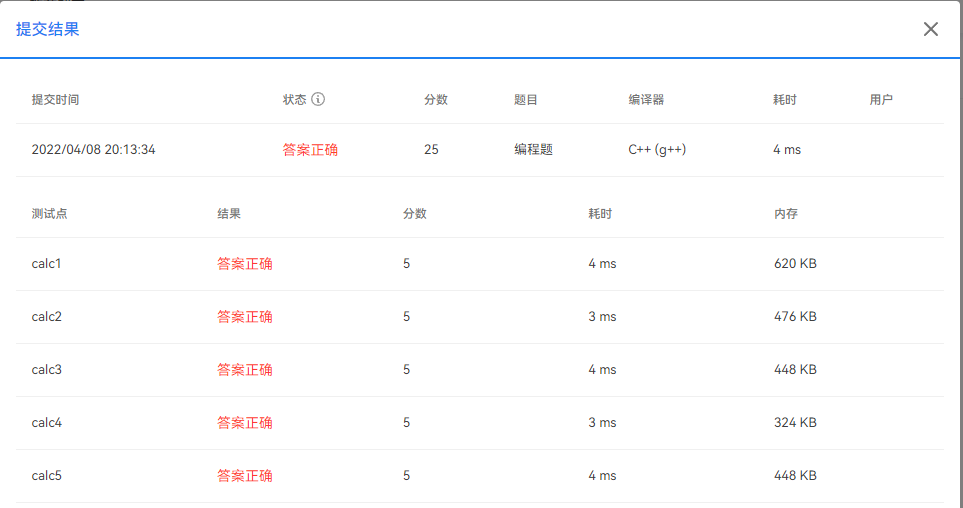 提交结果
提交时间 状态 分数 题目 编译器 耗时 用户
2022/04/08 20:13:34 答案正确 25 编程题 C++ (g++) 4 ms
测试点 结果 分数 耗时 内存
calc1 答案正确 5 4 ms 620 KB
calc2 答案正确 5 3 ms 476 KB
calc3 答案正确 5 4 ms 448 KB
calc4 答案正确 5 3 ms 324 KB
calc5 答案正确 5 4 ms 448 KB